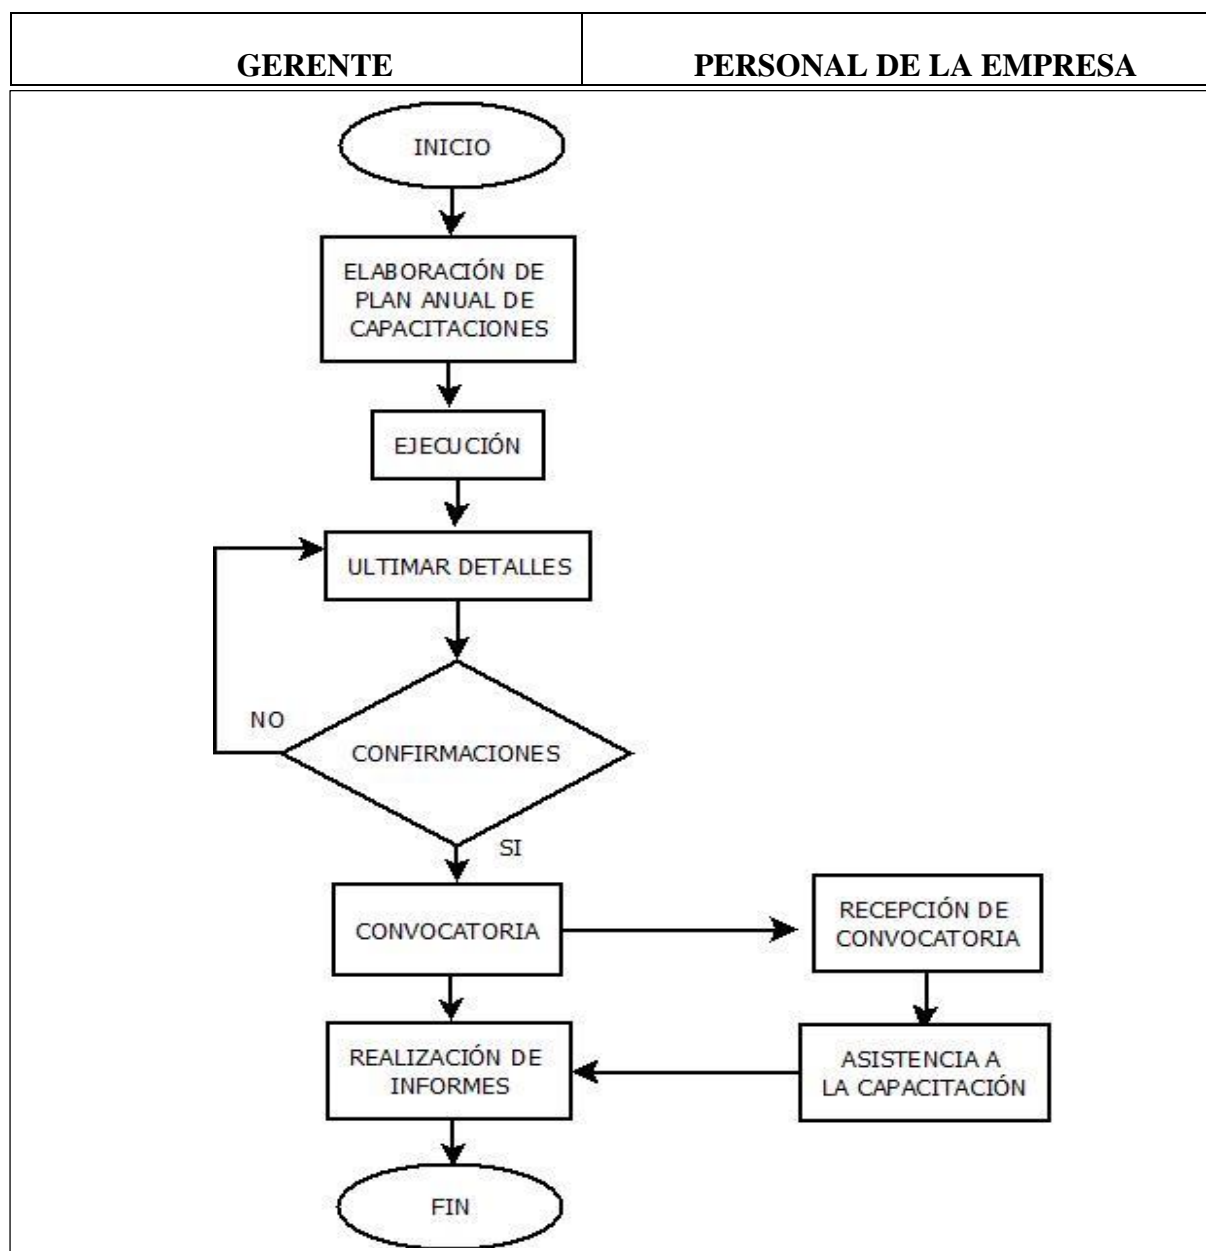 GERENTE
PERSONAL DE LA EMPRESA
INICIO
ELABORACIÓN DE
PLAN ANUAL DE
CAPACITACIONES
EJECUCIÓN
ULTIMAR DETALLES
NO
CONFIRMACIONES
SI
CONVOCATORIA
RECEPCIÓN DE
CONVOCATORIA
REALIZACIÓN DE
INFORMES
ASISTENCIA A
LA CAPACITACIÓN
FIN